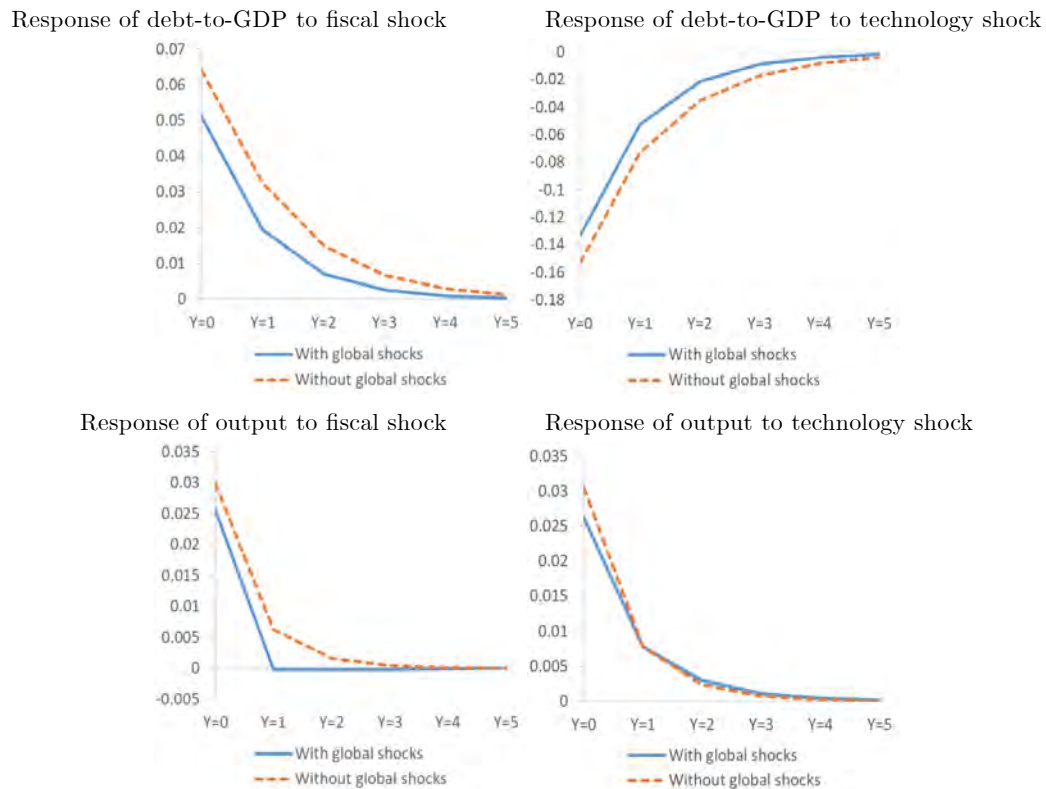 Response of debt-to-GDP to fiscal shock
0.07
0.06
0.05
0.04
0.03
0.02
0.01
0
Y=0 Y=1 Y=2 Y=3 Y=4 Y=5
With global shocks
Without global shocks
Response of debt-to-GDP to technology shock
0
-0.02
-0.04
-0.06
-0.08
-0.1
-0.12
-0.14
-0.16
-0.18
Y=0 Y=1 Y=2 Y=3 Y=4 Y=5
With global shocks
Without global shocks
Response of output to fiscal shock
0.035
0.03
0.025
0.02
0.015
0.01
0.005
0
-0.005
Y=0 Y=1 Y=2 Y=3 Y=4 Y=5
With global shocks
Without global shocks
Response of output to technology shock
0.035
0.03
0.025
0.02
0.015
0.01
0.005
0
Y=0 Y=1 Y=2 Y=3 Y=4 Y=5
With global shocks
Without global shocks